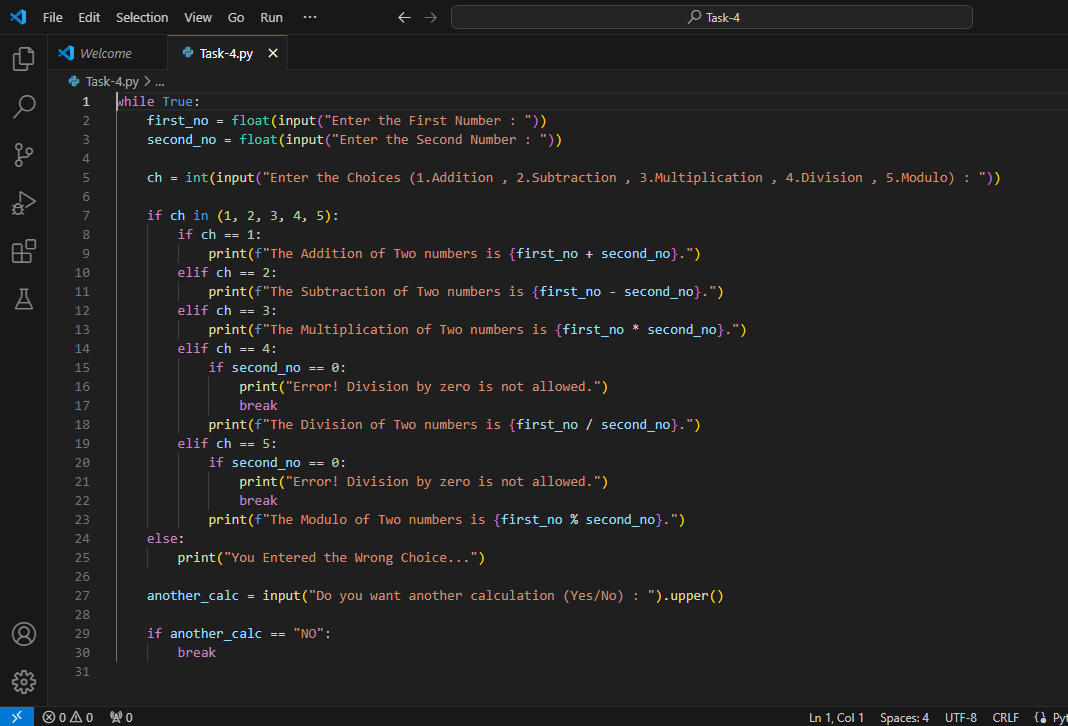 File Edit Selection View Go Run ··· Task-4
Welcome Task-4.py
Task-4.py > ...
1 while True:
2     first_no = float(input("Enter the First Number : "))
3     second_no = float(input("Enter the Second Number : "))
4
5     ch = int(input("Enter the Choices (1.Addition , 2.Subtraction , 3.Multiplication , 4.Division , 5.Modulo) : "))
6
7     if ch in (1, 2, 3, 4, 5):
8         if ch == 1:
9             print(f"The Addition of Two numbers is {first_no + second_no}.")
10         elif ch == 2:
11             print(f"The Subtraction of Two numbers is {first_no - second_no}.")
12         elif ch == 3:
13             print(f"The Multiplication of Two numbers is {first_no * second_no}.")
14         elif ch == 4:
15             if second_no == 0:
16                 print("Error! Division by zero is not allowed.")
17                 break
18             print(f"The Division of Two numbers is {first_no / second_no}.")
19         elif ch == 5:
20             if second_no == 0:
21                 print("Error! Division by zero is not allowed.")
22                 break
23             print(f"The Modulo of Two numbers is {first_no % second_no}.")
24     else:
25         print("You Entered the Wrong Choice...")
26
27     another_calc = input("Do you want another calculation (Yes/No) : ").upper()
28
29     if another_calc == "NO":
30         break
31
0 0 0 Ln 1, Col 1 Spaces: 4 UTF-8 CRLF Pyt